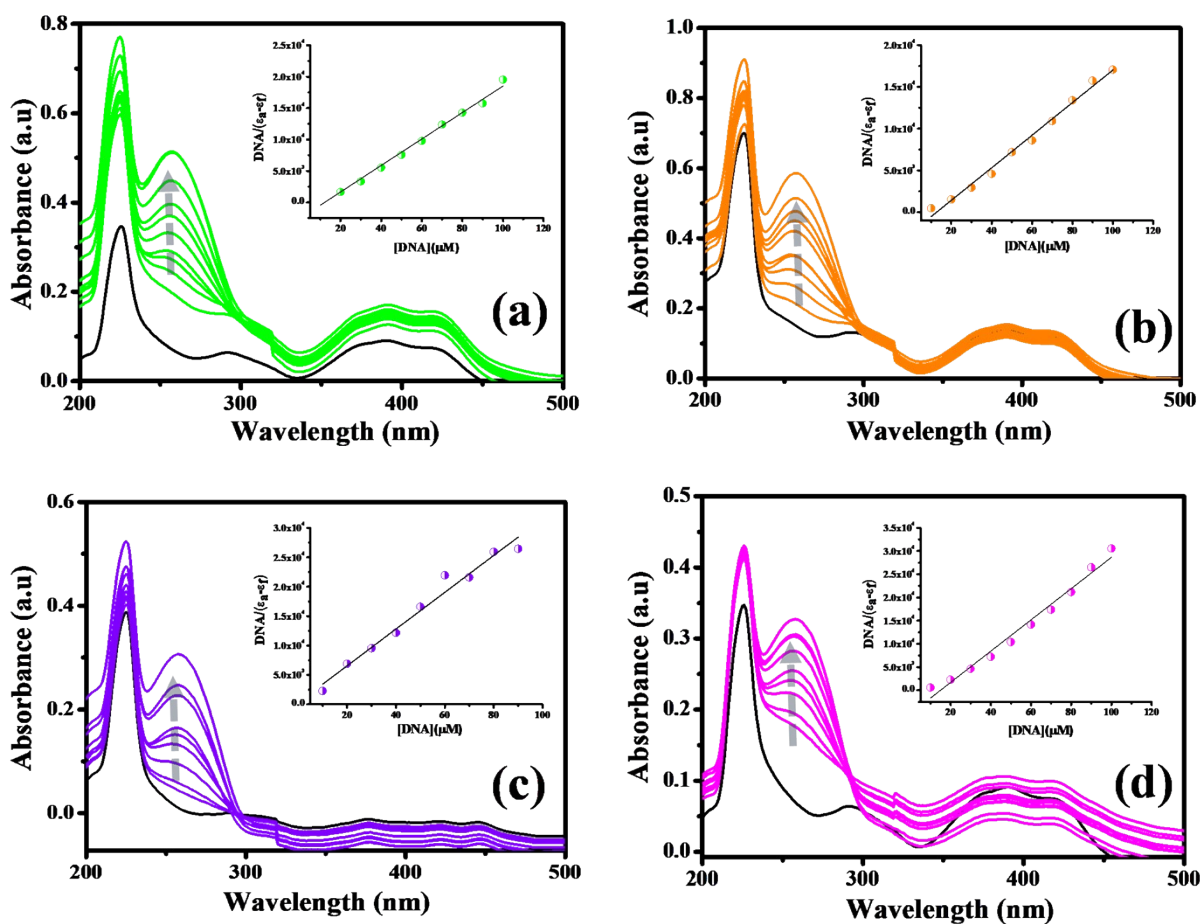 0.8
0.6
0.4
0.2
0.0
Absorbance (a.u)
200
300
400
500
Wavelength (nm)
(a)
2.5x10⁴
2.0x10⁴
1.5x10⁴
1.0x10⁴
5.0x10³
0.0
DNA/(εa-εf)
20
40
60
80
100
120
[DNA](μM)
1.0
0.8
0.6
0.4
0.2
0.0
Absorbance (a.u)
200
300
400
500
Wavelength (nm)
(b)
2.0x10⁴
1.5x10⁴
1.0x10⁴
5.0x10³
0.0
DNA/(εa-εf)
20
40
60
80
100
120
[DNA](μM)
0.6
0.4
0.2
0.0
Absorbance (a.u)
200
300
400
500
Wavelength (nm)
(c)
3.0x10⁴
2.5x10⁴
2.0x10⁴
1.5x10⁴
1.0x10⁴
5.0x10³
0.0
DNA/(εa-εf)
20
40
60
80
100
[DNA](μM)
0.5
0.4
0.3
0.2
0.1
0.0
Absorbance (a.u)
200
300
400
500
Wavelength (nm)
(d)
3.5x10⁴
3.0x10⁴
2.5x10⁴
2.0x10⁴
1.5x10⁴
1.0x10⁴
5.0x10³
0.0
DNA/(εa-εf)
20
40
60
80
100
120
[DNA](μM)